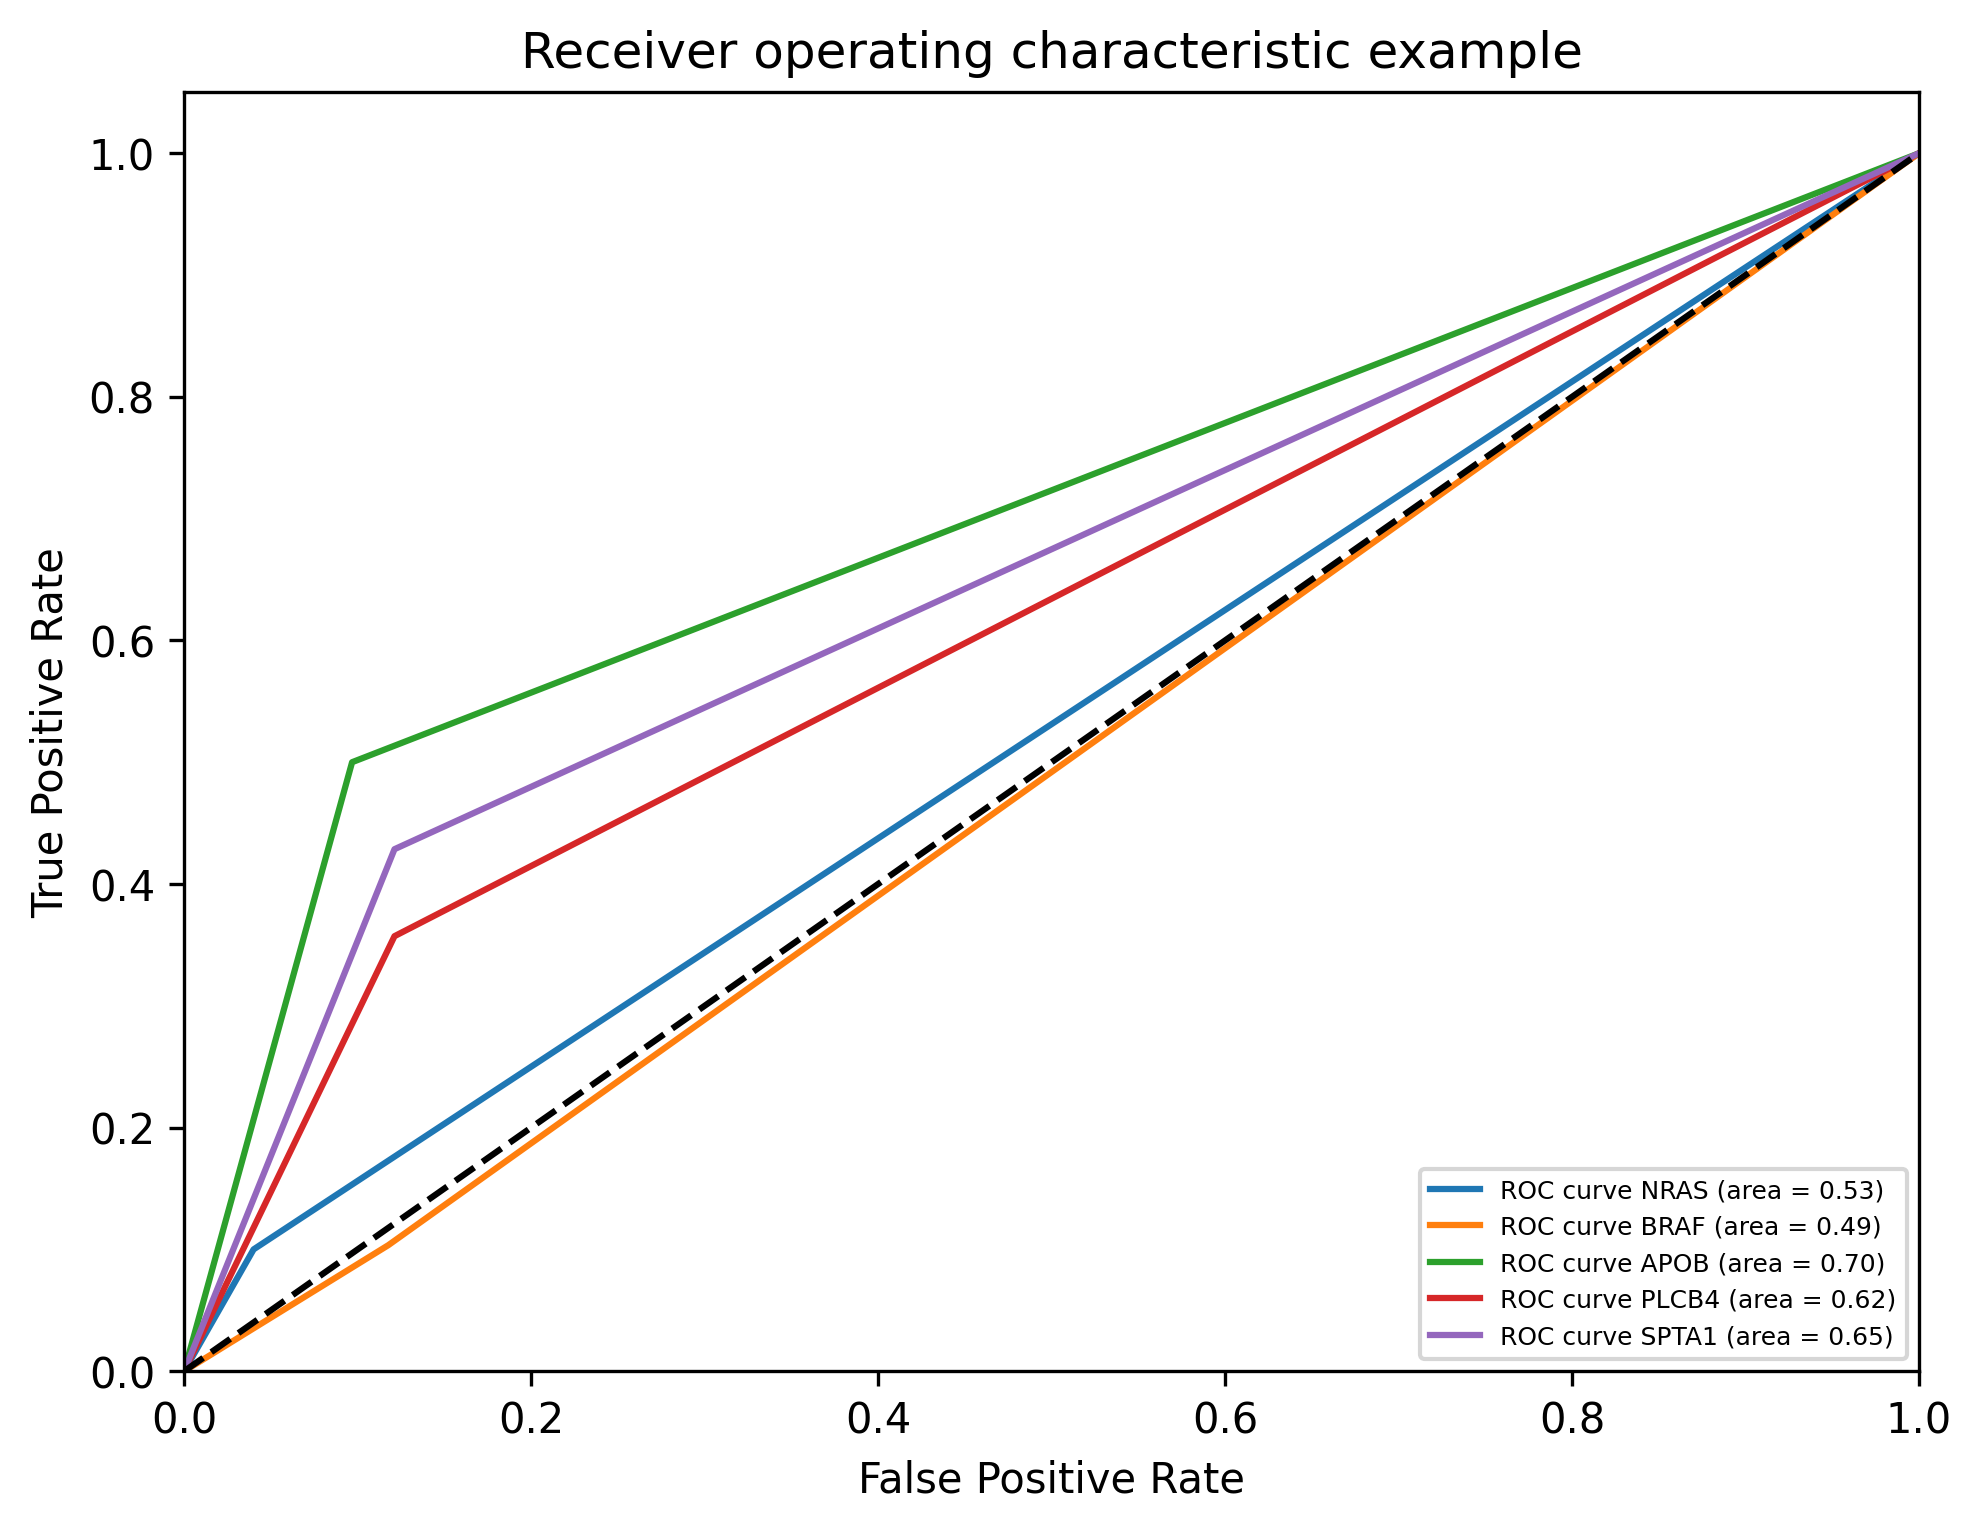 Receiver operating characteristic example
True Positive Rate
1.0
0.8
0.6
0.4
0.2
0.0
ROC curve NRAS (area = 0.53)
ROC curve BRAF (area = 0.49)
ROC curve APOB (area = 0.70)
ROC curve PLCB4 (area = 0.62)
ROC curve SPTA1 (area = 0.65)
0.0 0.2 0.4 0.6 0.8 1.0
False Positive Rate